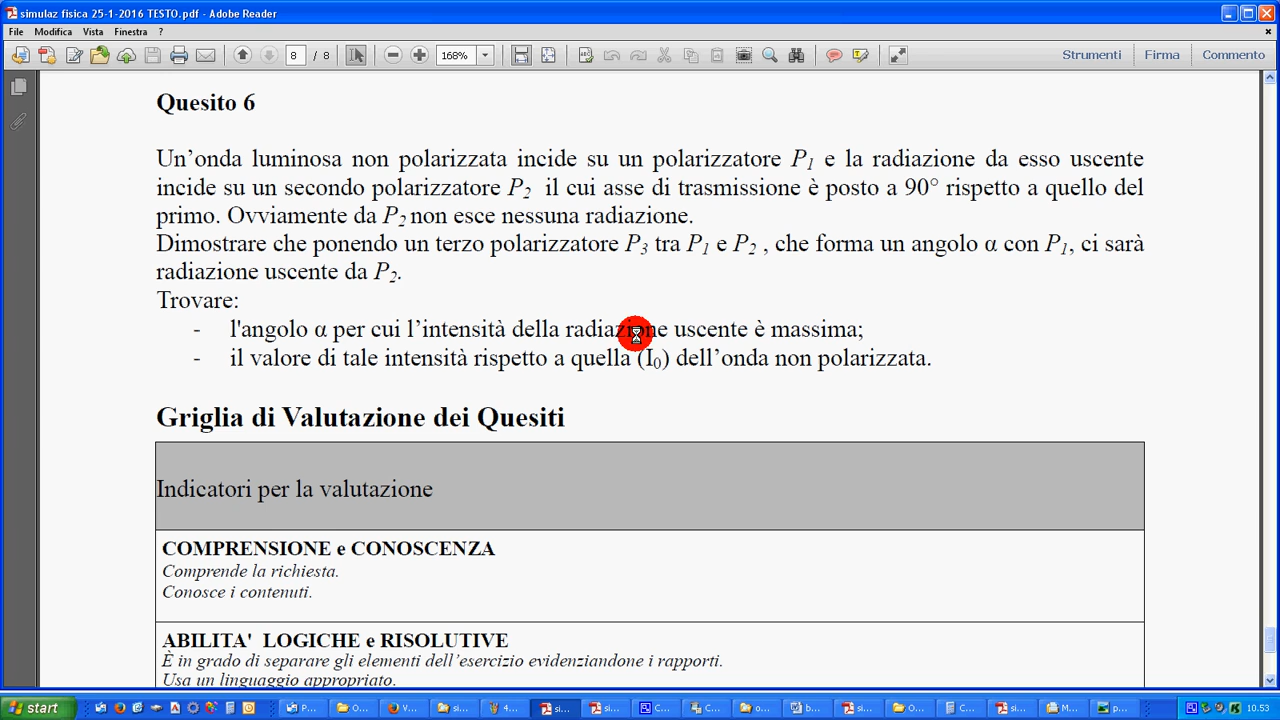 simulaz fisica 25-1-2016 TESTO.pdf - Adobe Reader
File Modifica Vista Finestra ?
8 / 8 168% Strumenti Firma Commento
Quesito 6
Un'onda luminosa non polarizzata incide su un polarizzatore P1 e la radiazione da esso uscente
incide su un secondo polarizzatore P2 il cui asse di trasmissione è posto a 90° rispetto a quello del
primo. Ovviamente da P2 non esce nessuna radiazione.
Dimostrare che ponendo un terzo polarizzatore P3 tra P1 e P2 , che forma un angolo α con P1, ci sarà
radiazione uscente da P2.
Trovare:
- l'angolo α per cui l'intensità della radiazione uscente è massima;
- il valore di tale intensità rispetto a quella (I0) dell'onda non polarizzata.
Griglia di Valutazione dei Quesiti
Indicatori per la valutazione
COMPRENSIONE e CONOSCENZA
Comprende la richiesta.
Conosce i contenuti.
ABILITA' LOGICHE e RISOLUTIVE
È in grado di separare gli elementi dell'esercizio evidenziandone i rapporti.
Usa un linguaggio appropriato.
start P... O... V... si... 4... si... si... C... C... o... b... si... O... C... si... M... p... 10.53